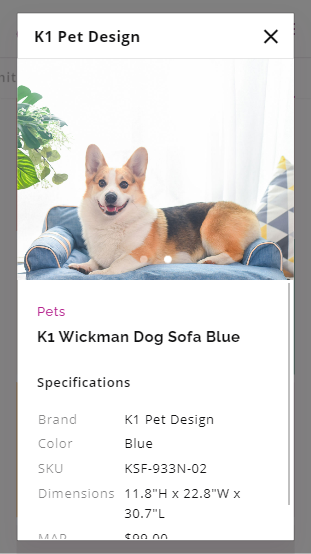 K1 Pet Design
Pets
K1 Wickman Dog Sofa Blue
Specifications
Brand K1 Pet Design
Color Blue
SKU KSF-933N-02
Dimensions 11.8"H x 22.8"W x
30.7"L
MAP $99.00